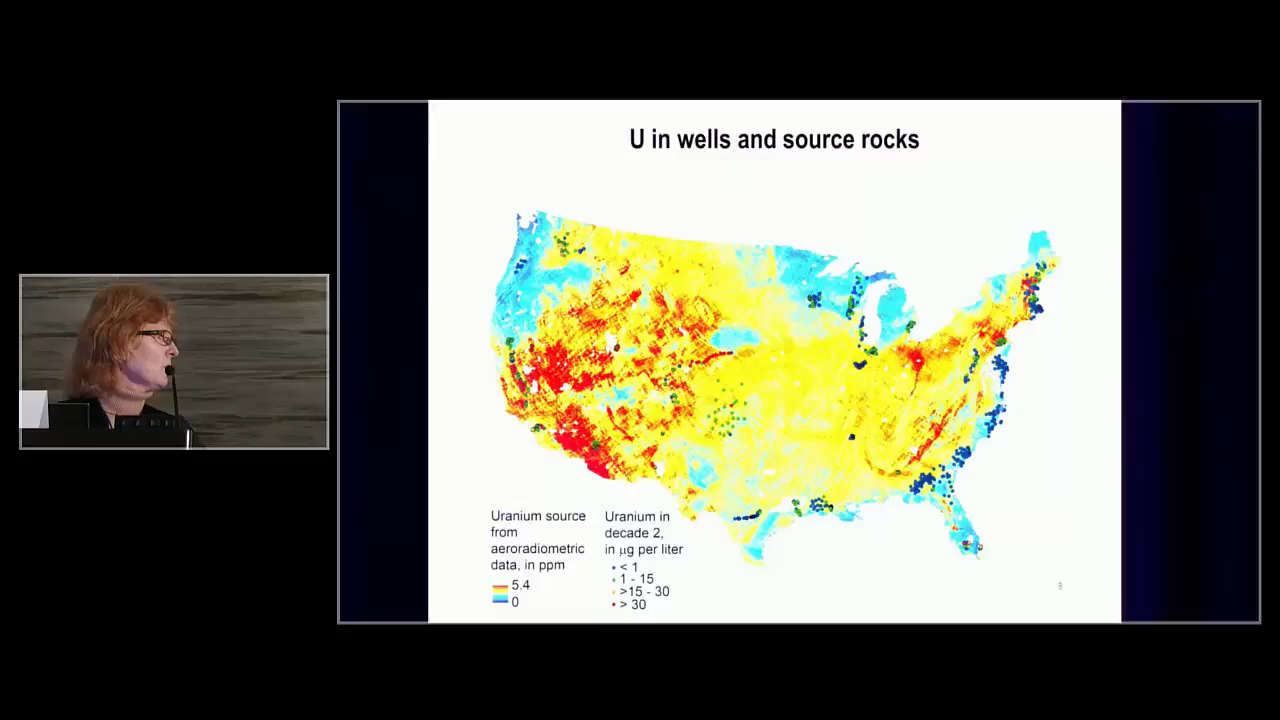 U in wells and source rocks
Uranium source
from
aeroradiometric
data, in ppm
5.4
0
Uranium in
decade 2,
in µg per liter
< 1
1 - 15
>15 - 30
> 30
8